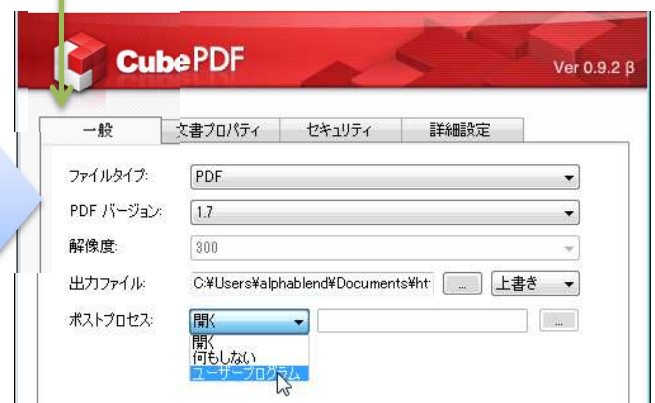 CubePDF
Ver 0.9.2 β
一般 文書プロパティ セキュリティ 詳細設定
ファイルタイプ: PDF
PDF バージョン: 1.7
解像度: 300
出力ファイル: C:¥Users¥alphablend¥Documents¥ht ... 上書き
ポストプロセス: 開く ...
開く
何もしない
ユーザープログラム